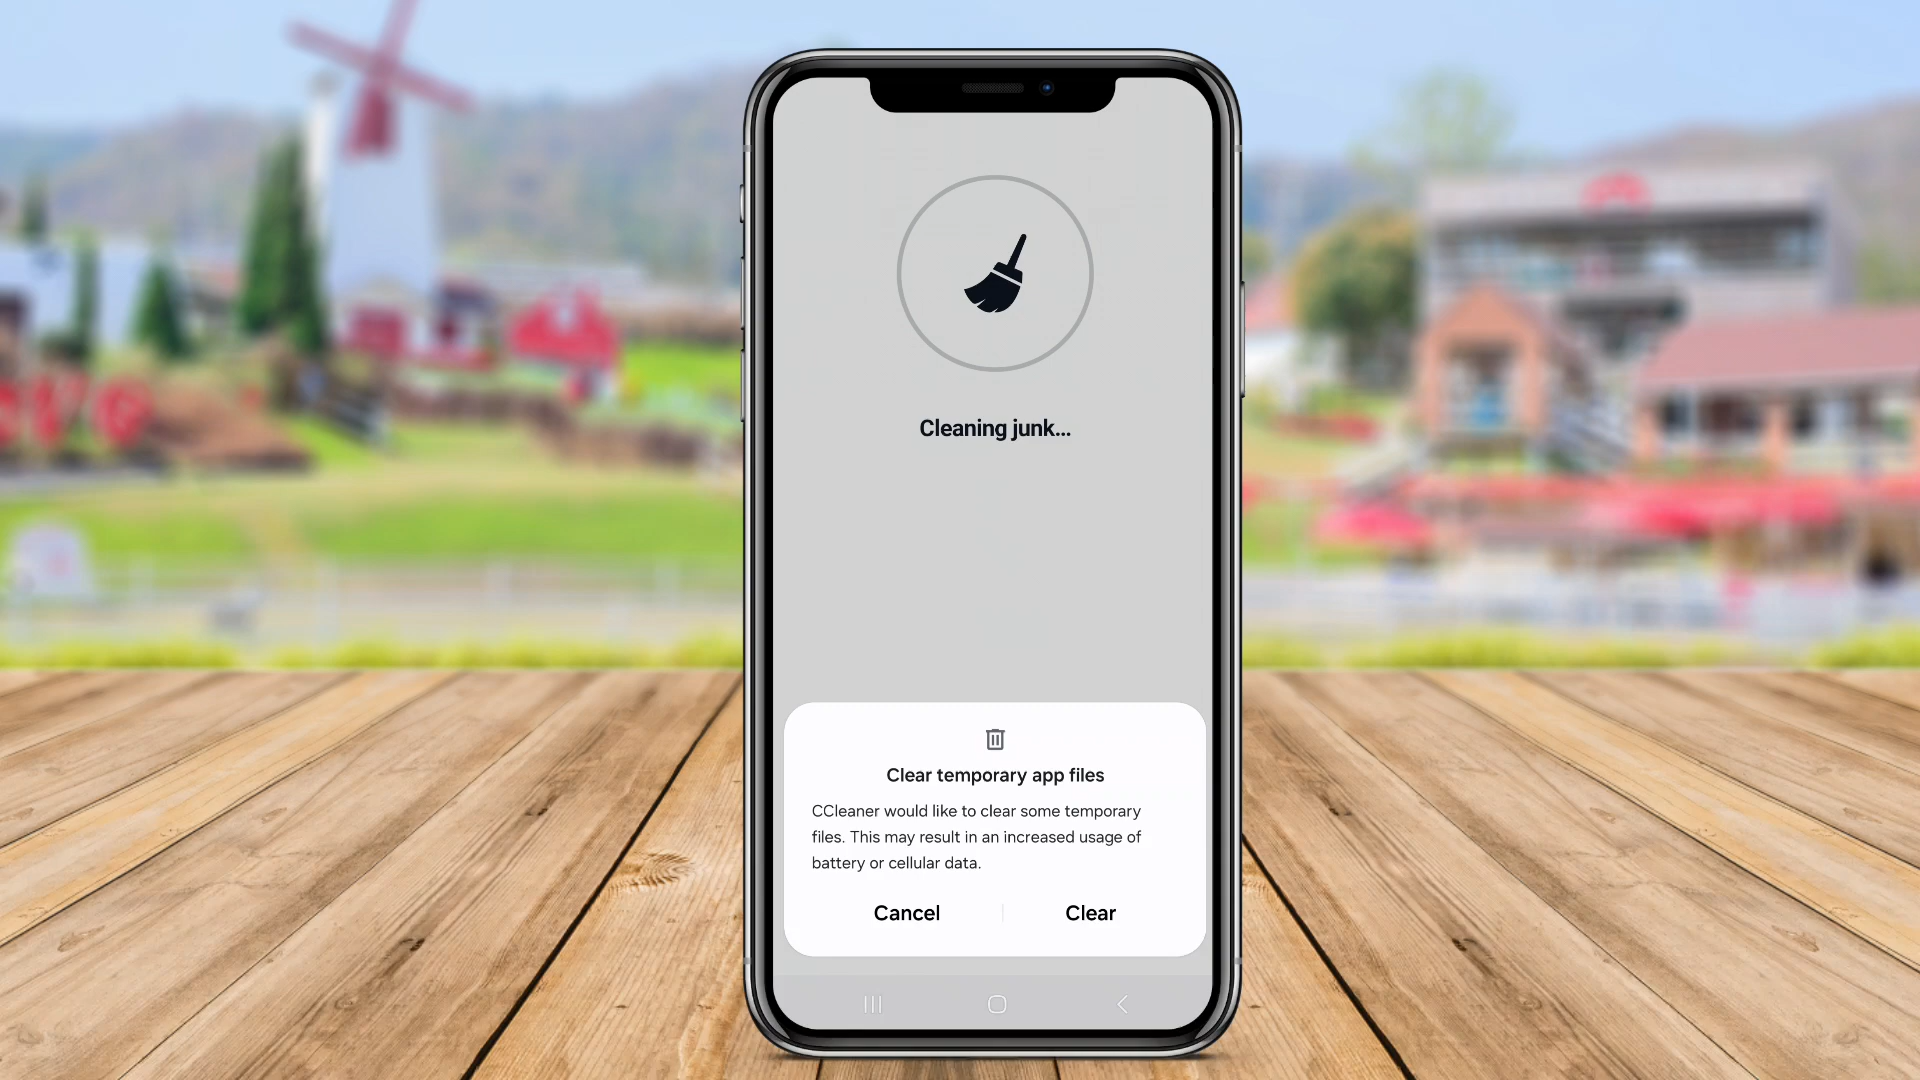 Cleaning junk...
Clear temporary app files
CCleaner would like to clear some temporary
files. This may result in an increased usage of
battery or cellular data.
Cancel
Clear